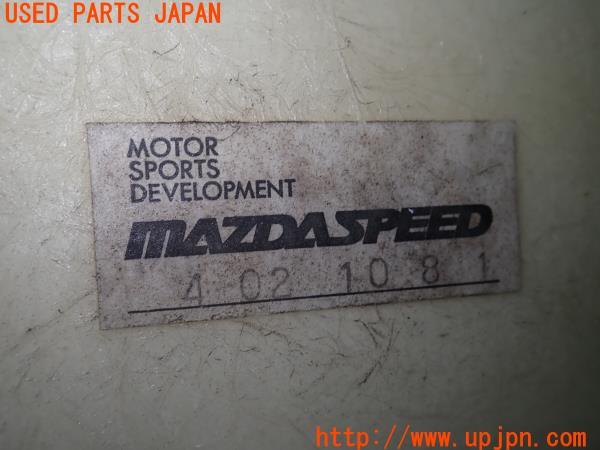 USED PARTS JAPAN
MOTOR
SPORTS
DEVELOPMENT
MAZDASPEED
4 02 10 8 1
http://www.upjpn.com